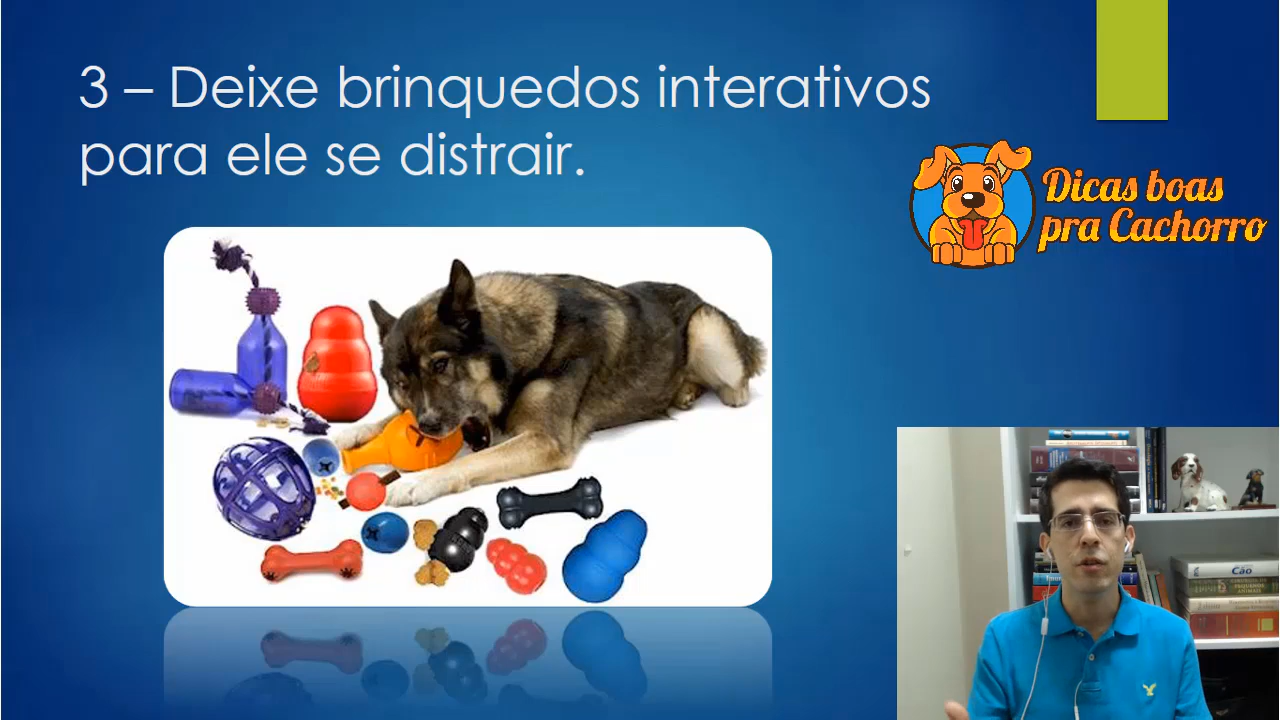 3 – Deixe brinquedos interativos
para ele se distrair.
Dicas boas
pra Cachorro
Cão